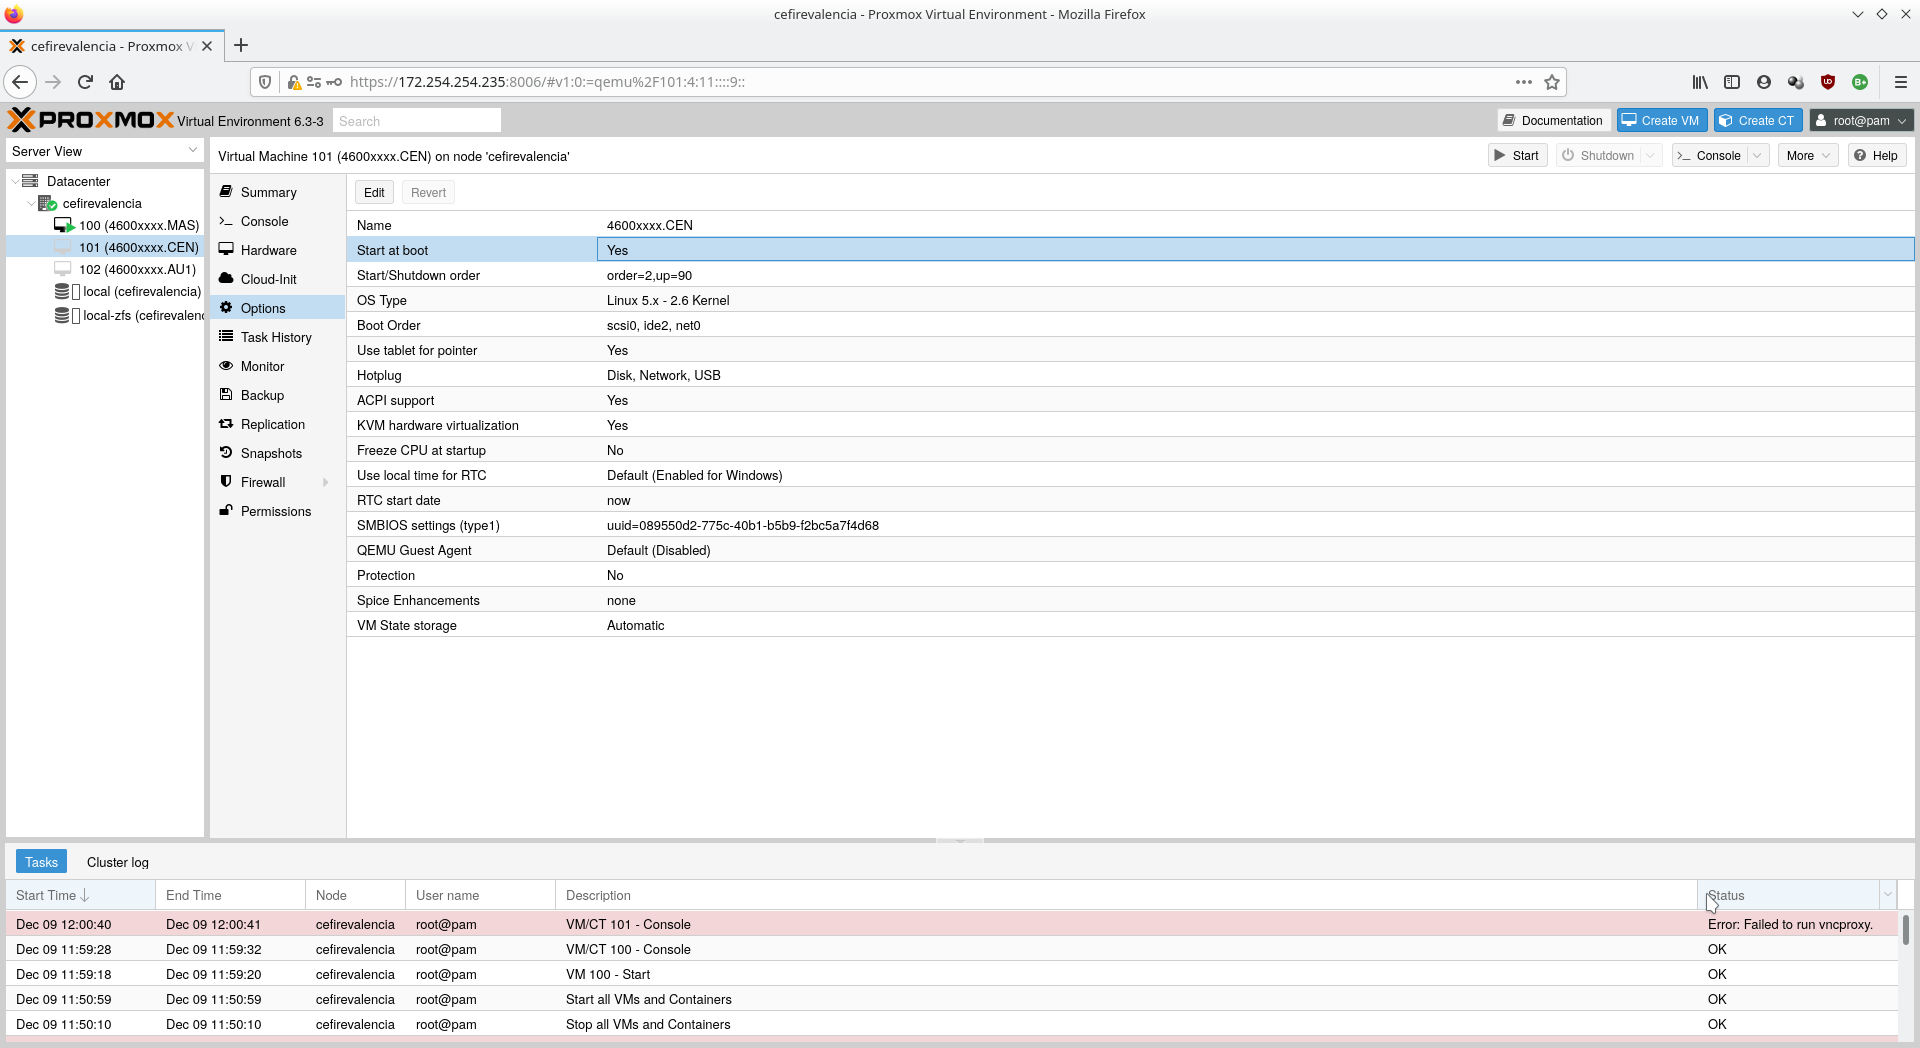 cefirevalencia - Proxmox Virtual Environment - Mozilla Firefox
cefirevalencia - Proxmox V
https://172.254.254.235:8006/#v1:0:=qemu%2F101:4:11::::9::
PROXMOX Virtual Environment 6.3-3 Search Documentation Create VM Create CT root@pam
Server View
Datacenter
cefirevalencia
100 (4600xxxx.MAS)
101 (4600xxxx.CEN)
102 (4600xxxx.AU1)
local (cefirevalencia)
local-zfs (cefirevalenc
Virtual Machine 101 (4600xxxx.CEN) on node 'cefirevalencia' Start Shutdown Console More Help
Summary
Console
Hardware
Cloud-Init
Options
Task History
Monitor
Backup
Replication
Snapshots
Firewall
Permissions
Edit Revert
Name 4600xxxx.CEN
Start at boot Yes
Start/Shutdown order order=2,up=90
OS Type Linux 5.x - 2.6 Kernel
Boot Order scsi0, ide2, net0
Use tablet for pointer Yes
Hotplug Disk, Network, USB
ACPI support Yes
KVM hardware virtualization Yes
Freeze CPU at startup No
Use local time for RTC Default (Enabled for Windows)
RTC start date now
SMBIOS settings (type1) uuid=089550d2-775c-40b1-b5b9-f2bc5a7f4d68
QEMU Guest Agent Default (Disabled)
Protection No
Spice Enhancements none
VM State storage Automatic
Tasks Cluster log
Start Time End Time Node User name Description Status
Dec 09 12:00:40 Dec 09 12:00:41 cefirevalencia root@pam VM/CT 101 - Console Error: Failed to run vncproxy.
Dec 09 11:59:28 Dec 09 11:59:32 cefirevalencia root@pam VM/CT 100 - Console OK
Dec 09 11:59:18 Dec 09 11:59:20 cefirevalencia root@pam VM 100 - Start OK
Dec 09 11:50:59 Dec 09 11:50:59 cefirevalencia root@pam Start all VMs and Containers OK
Dec 09 11:50:10 Dec 09 11:50:10 cefirevalencia root@pam Stop all VMs and Containers OK